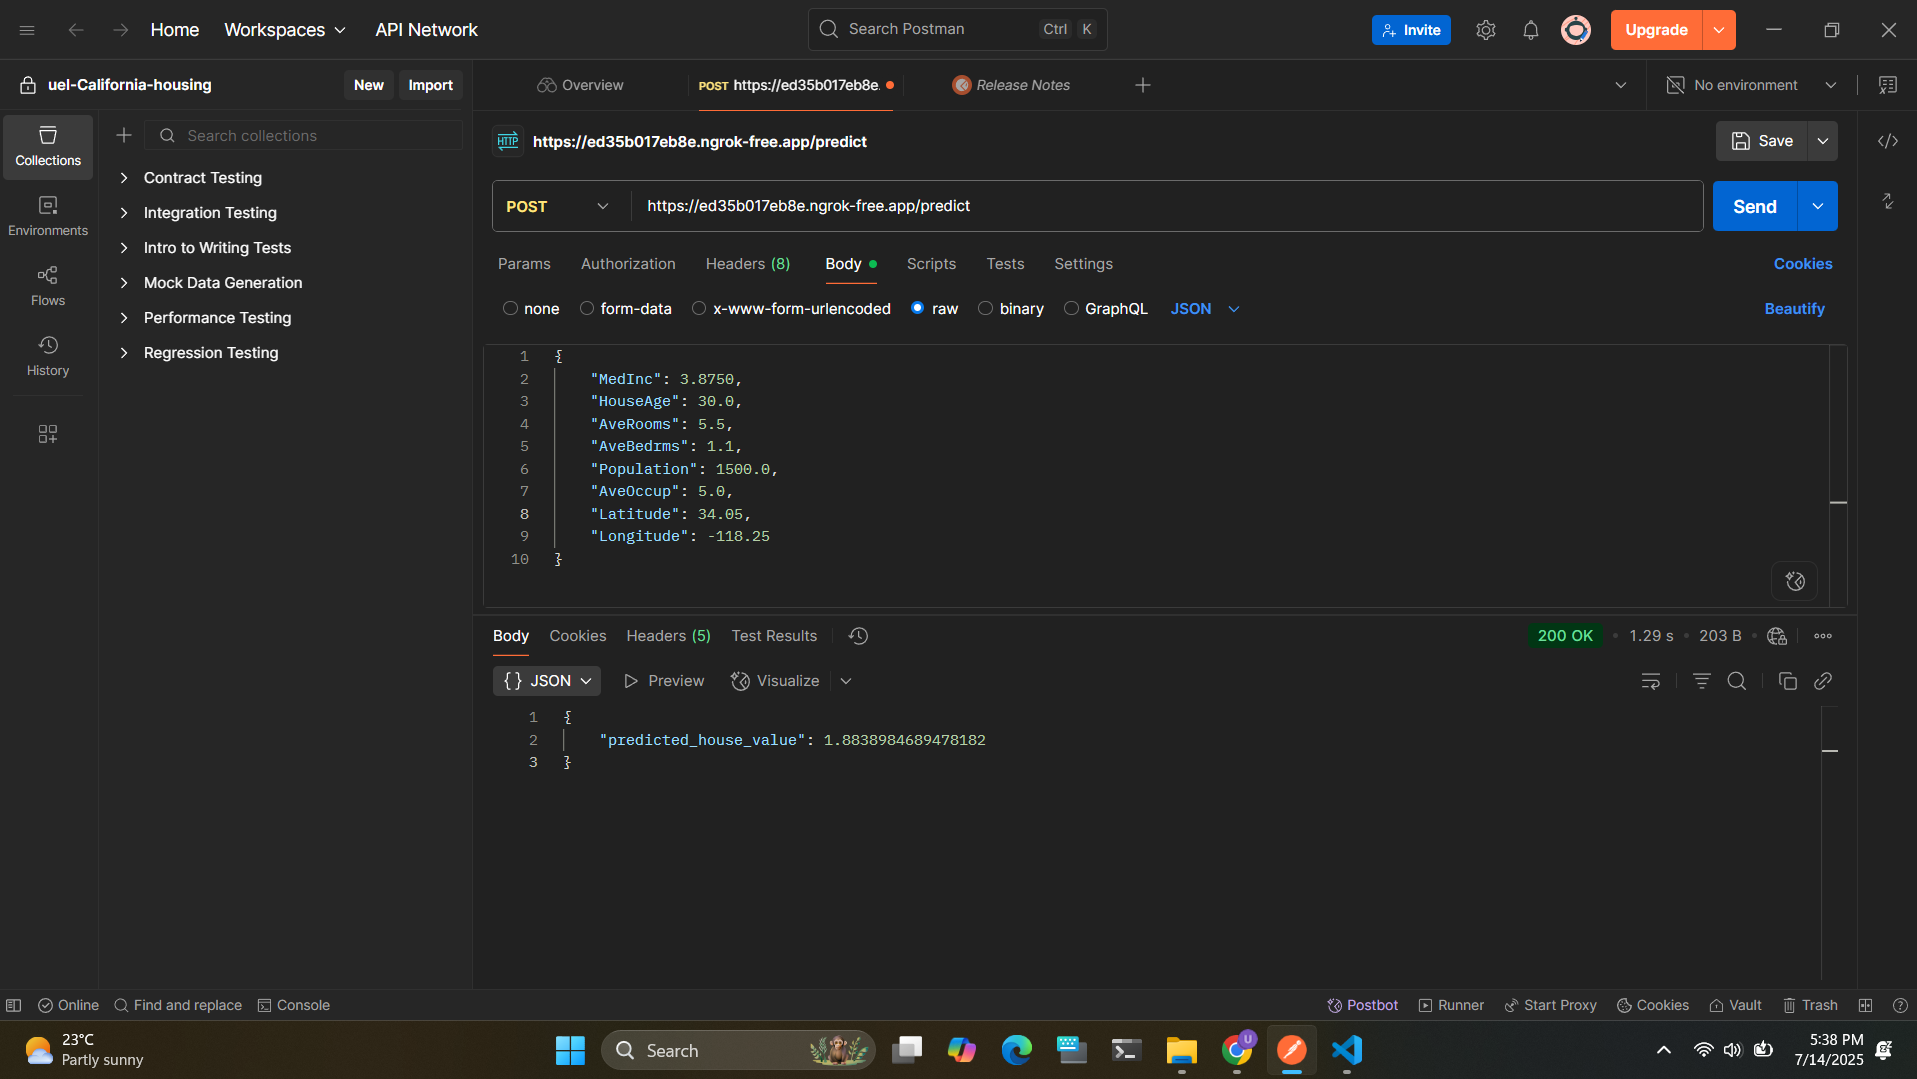 Home
Workspaces
API Network
Search Postman
Ctrl K
Invite
Upgrade
uel-California-housing
New
Import
Overview
POST https://ed35b017eb8e.
Release Notes
No environment
Collections
Environments
Flows
History
Search collections
Contract Testing
Integration Testing
Intro to Writing Tests
Mock Data Generation
Performance Testing
Regression Testing
HTTP
https://ed35b017eb8e.ngrok-free.app/predict
Save
POST
https://ed35b017eb8e.ngrok-free.app/predict
Send
Params
Authorization
Headers (8)
Body
Scripts
Tests
Settings
Cookies
none
form-data
x-www-form-urlencoded
raw
binary
GraphQL
JSON
Beautify
1 {
2 "MedInc": 3.8750,
3 "HouseAge": 30.0,
4 "AveRooms": 5.5,
5 "AveBedrms": 1.1,
6 "Population": 1500.0,
7 "AveOccup": 5.0,
8 "Latitude": 34.05,
9 "Longitude": -118.25
10 }
Body
Cookies
Headers (5)
Test Results
200 OK
1.29 s
203 B
{} JSON
Preview
Visualize
1 {
2 "predicted_house_value": 1.8838984689478182
3 }
Online
Find and replace
Console
Postbot
Runner
Start Proxy
Cookies
Vault
Trash
23°C
Partly sunny
Search
U
5:38 PM
7/14/2025